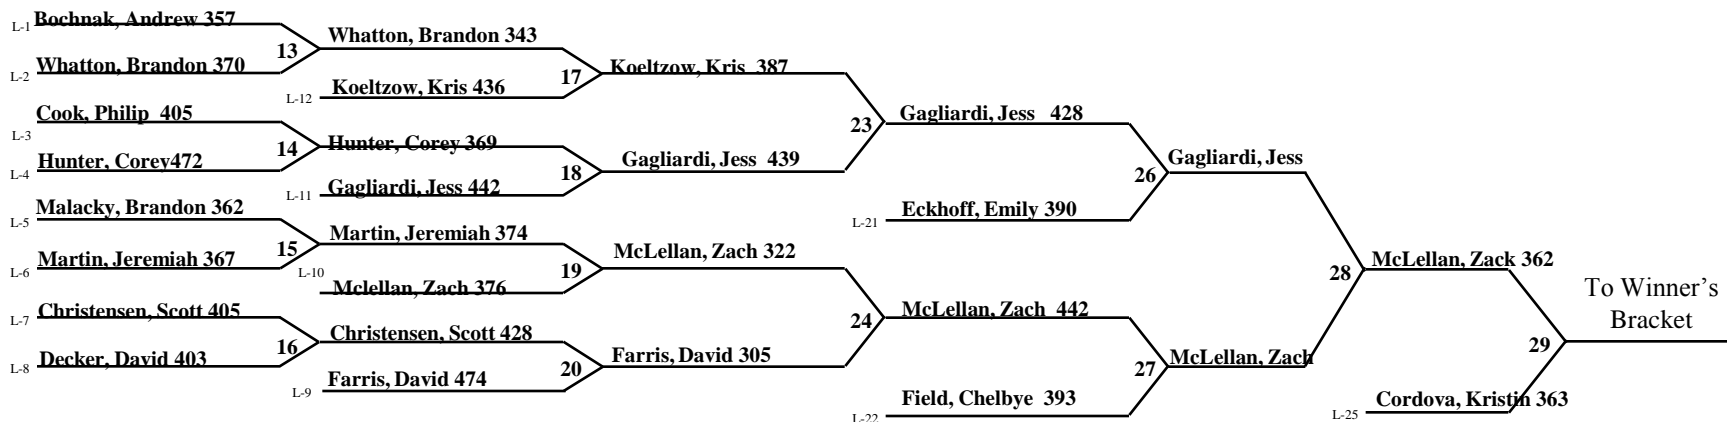 L-1 Bochnak, Andrew 357
13
L-2 Whatton, Brandon 370
Whatton, Brandon 343
17
L-12 Koeltzow, Kris 436
Koeltzow, Kris 387
L-3 Cook, Philip 405
14
L-4 Hunter, Corey472
Hunter, Corey 369
18
L-11 Gagliardi, Jess 442
Gagliardi, Jess 439
23
Gagliardi, Jess 428
26
L-21 Eckhoff, Emily 390
Gagliardi, Jess
L-5 Malacky, Brandon 362
15
L-6 Martin, Jeremiah 367
Martin, Jeremiah 374
19
L-10 Mclellan, Zach 376
McLellan, Zach 322
L-7 Christensen, Scott 405
16
L-8 Decker, David 403
Christensen, Scott 428
20
L-9 Farris, David 474
Farris, David 305
24
McLellan, Zach 442
27
L-22 Field, Chelbye 393
McLellan, Zach
28
McLellan, Zack 362
29
L-25 Cordova, Kristin 363
To Winner’s
Bracket